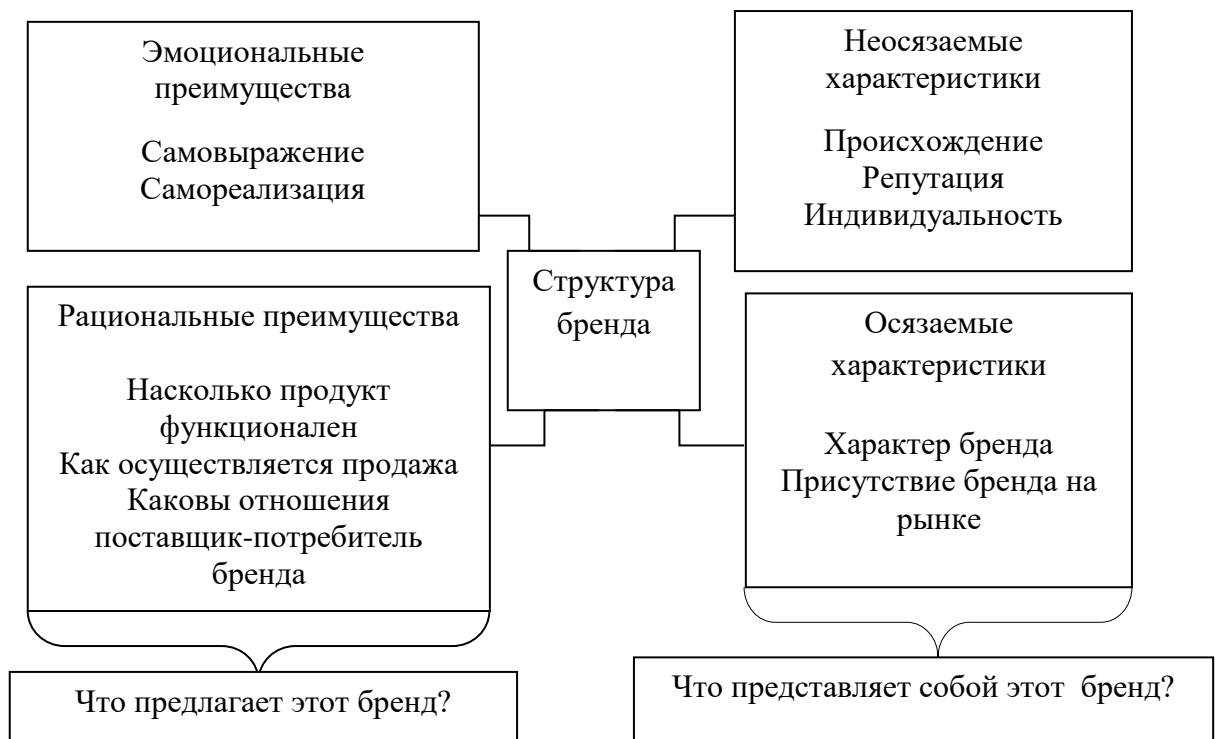 Эмоциональные
преимущества
Самовыражение
Самореализация
Неосязаемые
характеристики
Происхождение
Репутация
Индивидуальность
Структура
бренда
Рациональные преимущества
Насколько продукт
функционален
Как осуществляется продажа
Каковы отношения
поставщик-потребитель
бренда
Осязаемые
характеристики
Характер бренда
Присутствие бренда на
рынке
Что предлагает этот бренд?
Что представляет собой этот  бренд?